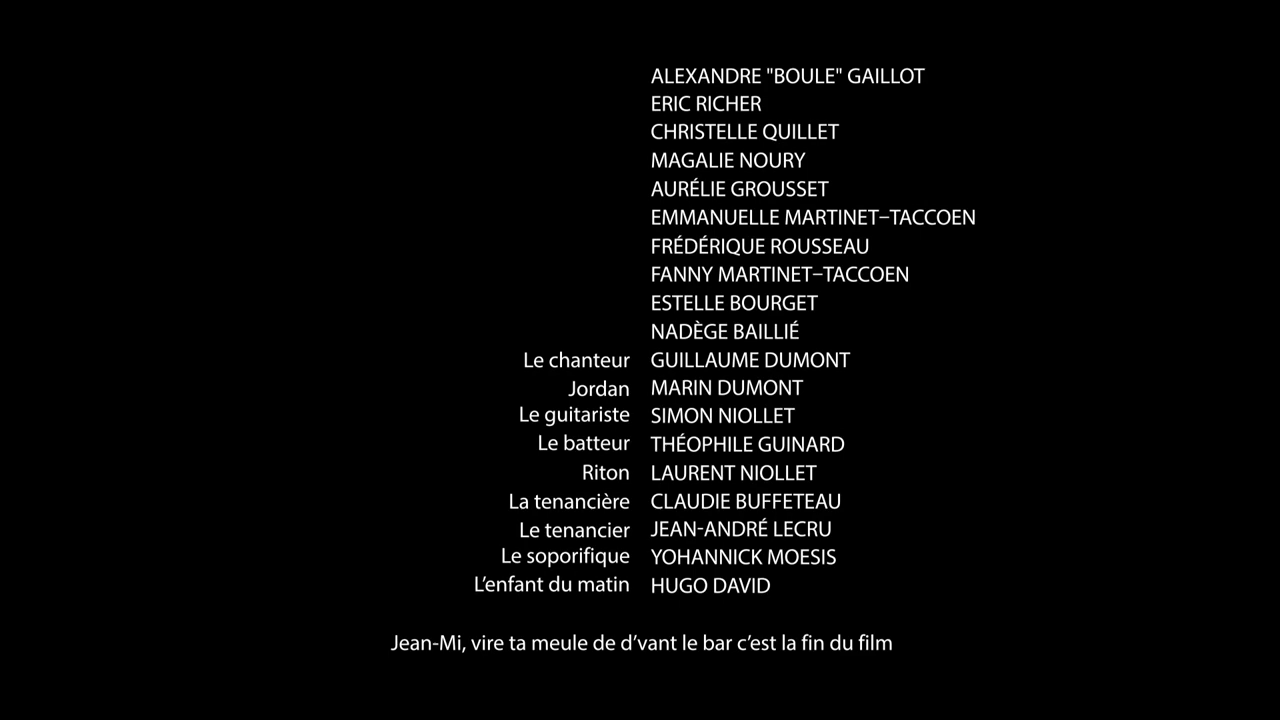 ALEXANDRE "BOULE" GAILLOT
ERIC RICHER
CHRISTELLE QUILLET
MAGALIE NOURY
AURÉLIE GROUSSET
EMMANUELLE MARTINET–TACCOEN
FRÉDÉRIQUE ROUSSEAU
FANNY MARTINET–TACCOEN
ESTELLE BOURGET
NADÈGE BAILLIÉ
Le chanteur GUILLAUME DUMONT
Jordan MARIN DUMONT
Le guitariste SIMON NIOLLET
Le batteur THÉOPHILE GUINARD
Riton LAURENT NIOLLET
La tenancière CLAUDIE BUFFETEAU
Le tenancier JEAN-ANDRÉ LECRU
Le soporifique YOHANNICK MOESIS
L’enfant du matin HUGO DAVID
Jean-Mi, vire ta meule de d’vant le bar c’est la fin du film